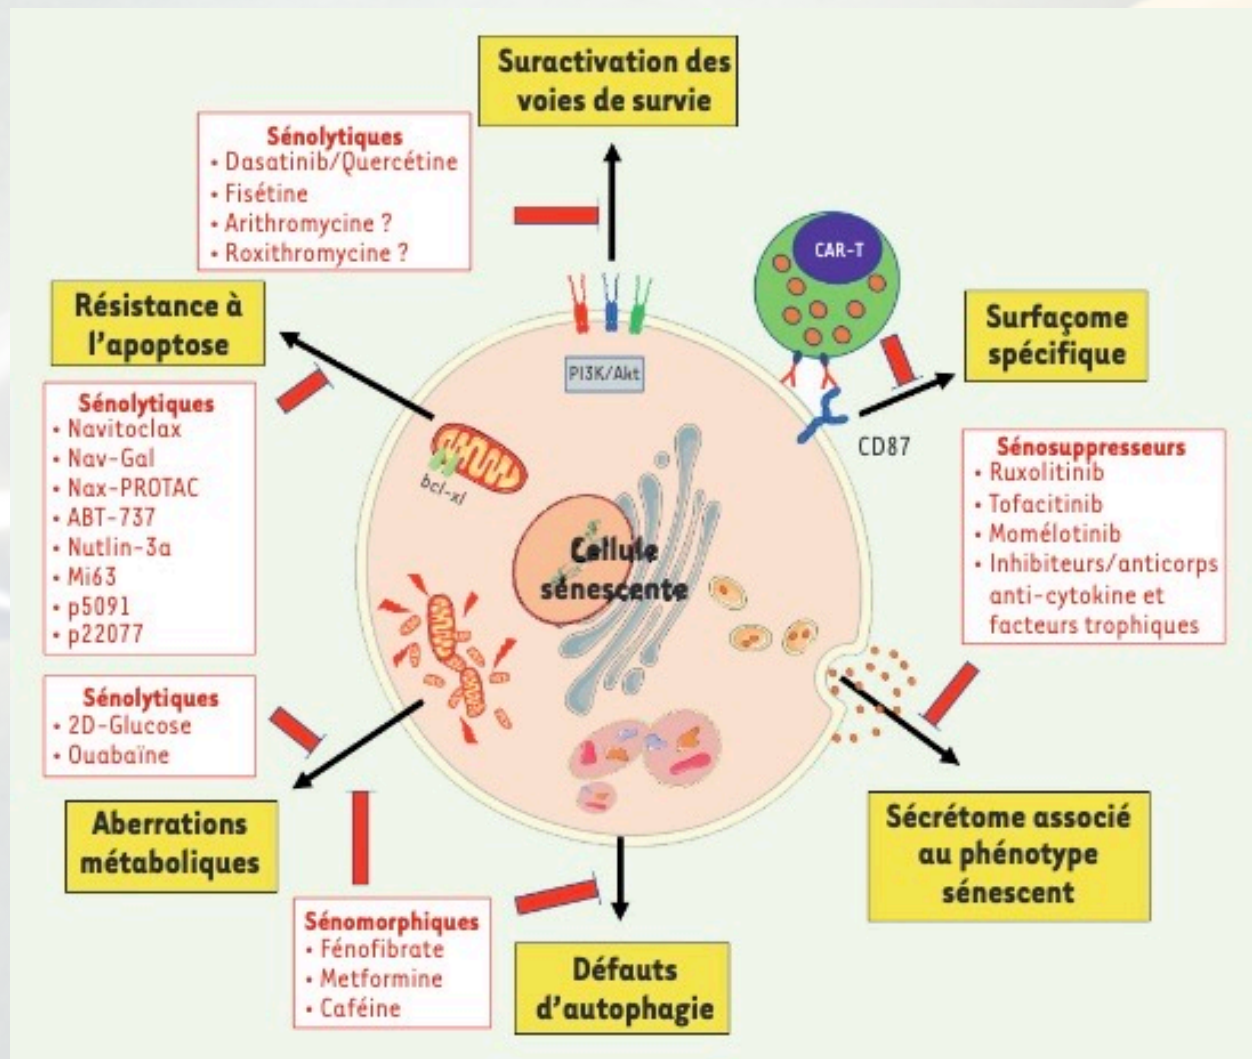 Suractivation des
voies de survie
Sénolytiques
• Dasatinib/Quercétine
• Fisétine
• Arithromycine ?
• Roxithromycine ?
CAR-T
Résistance à
l'apoptose
Surfaçome
spécifique
PI3K/Akt
CD87
Sénolytiques
• Navitoclax
• Nav-Gal
• Nax-PROTAC
• ABT-737
• Nutlin-3a
• Mi63
• p5091
• p22077
bcl-xl
Sénosuppresseurs
• Ruxolitinib
• Tofacitinib
• Momélotinib
• Inhibiteurs/anticorps
anti-cytokine et
facteurs trophiques
Cellule
sénescente
Sénolytiques
• 2D-Glucose
• Ouabaïne
Aberrations
métaboliques
Sécrétome associé
au phénotype
sénescent
Sénomorphiques
• Fénofibrate
• Metformine
• Caféine
Défauts
d'autophagie